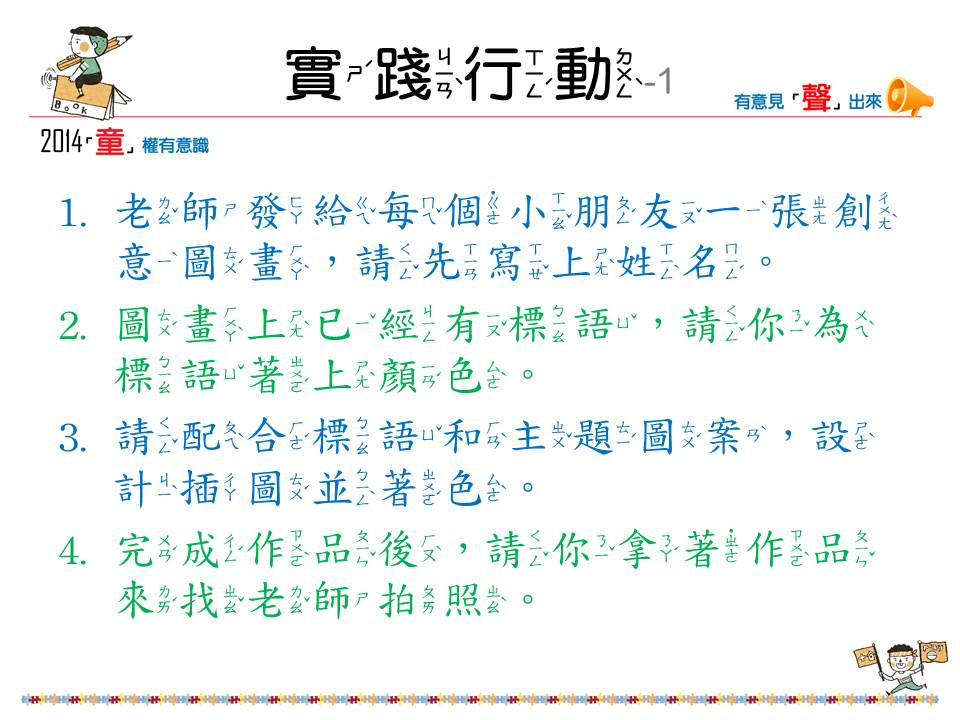 實踐行動-1
有意見「聲」出來
2014「童」權有意識
Book
1. 老師發給每個小朋友一張創
意圖畫，請先寫上姓名。
2. 圖畫上已經有標語，請你為
標語著上顏色。
3. 請配合標語和主題圖案，設
計插圖並著色。
4. 完成作品後，請你拿著作品
來找老師拍照。